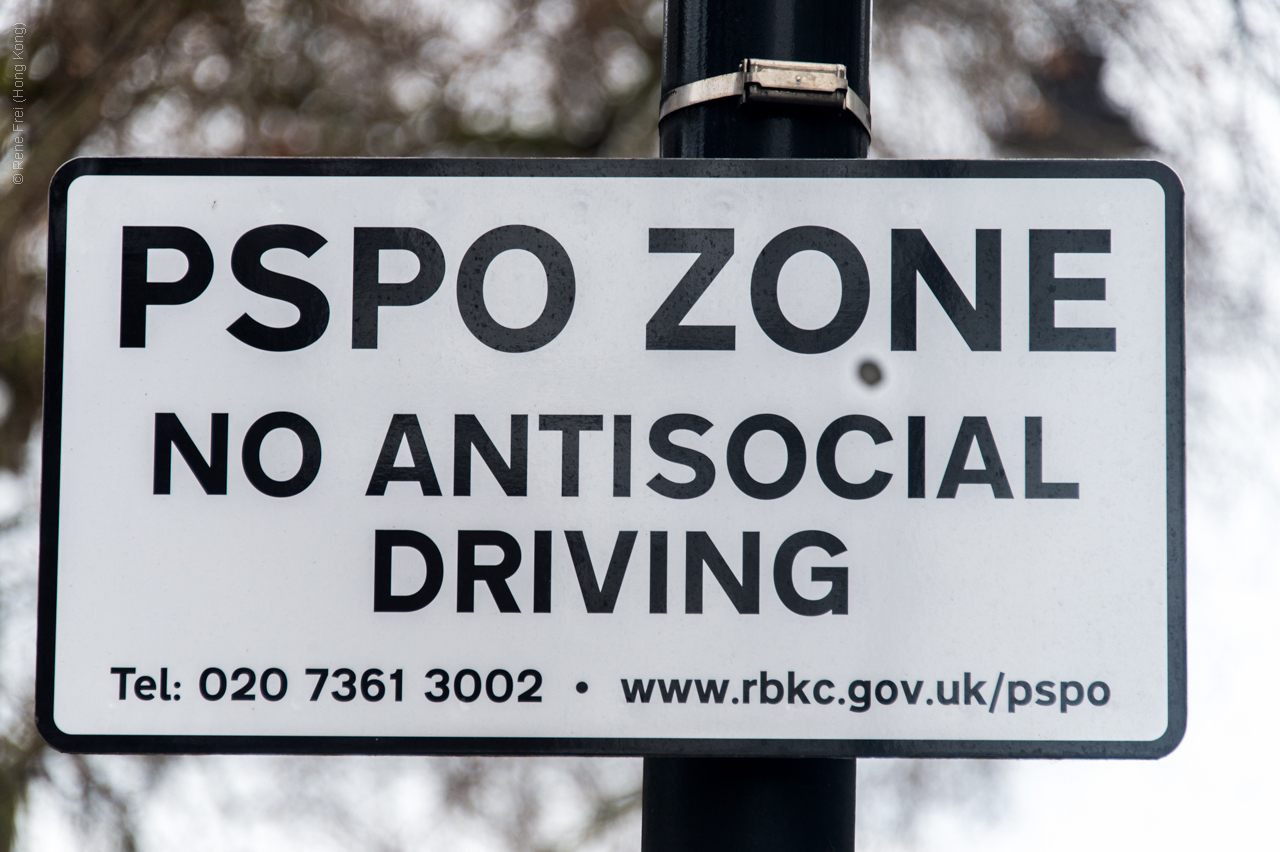 © Rene Frei (Hong Kong)
PSPO ZONE
NO ANTISOCIAL
DRIVING
Tel: 020 7361 3002 • www.rbkc.gov.uk/pspo